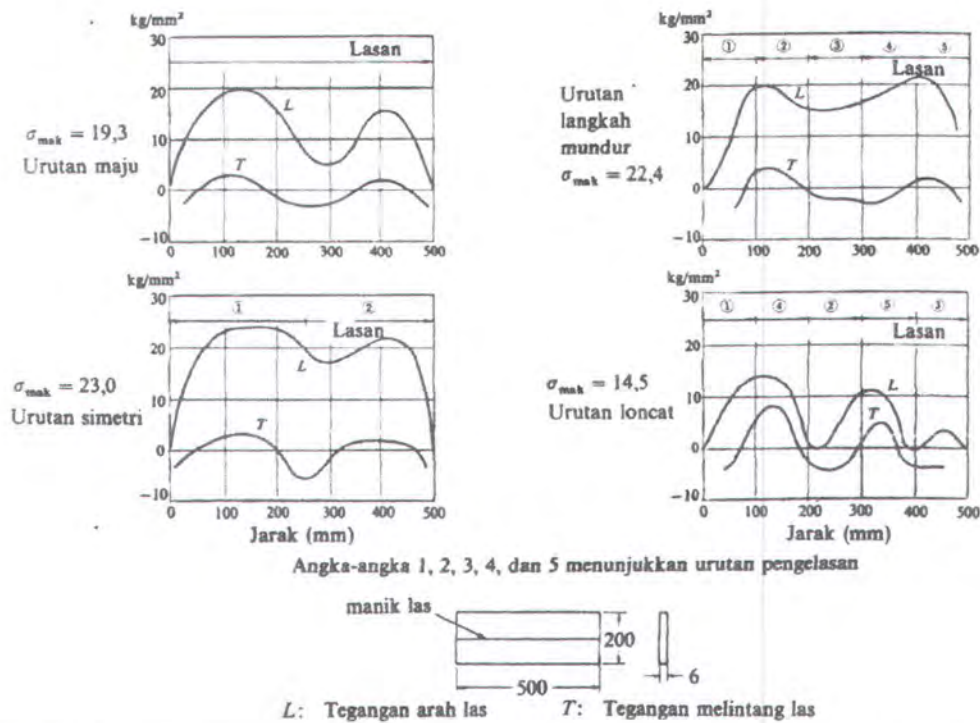 kg/mm²
30
20
10
0
−10
Lasan
L
T
σmak = 19,3
Urutan maju
0 100 200 300 400 500
kg/mm²
30
20
10
0
−10
① ② ③ ④ ⑤
Lasan
L
T
Urutan
langkah
mundur
σmak = 22,4
0 100 200 300 400 500
kg/mm²
30
20
10
0
−10
① ②
Lasan
L
T
σmak = 23,0
Urutan simetri
0 100 200 300 400 500
Jarak (mm)
30
20
10
0
−10
① ④ ② ⑤ ③
Lasan
L
T
σmak = 14,5
Urutan loncat
0 100 200 300 400 500
Jarak (mm)
Angka-angka 1, 2, 3, 4, dan 5 menunjukkan urutan pengelasan
manik las
200
500
6
L: Tegangan arah las T: Tegangan melintang las